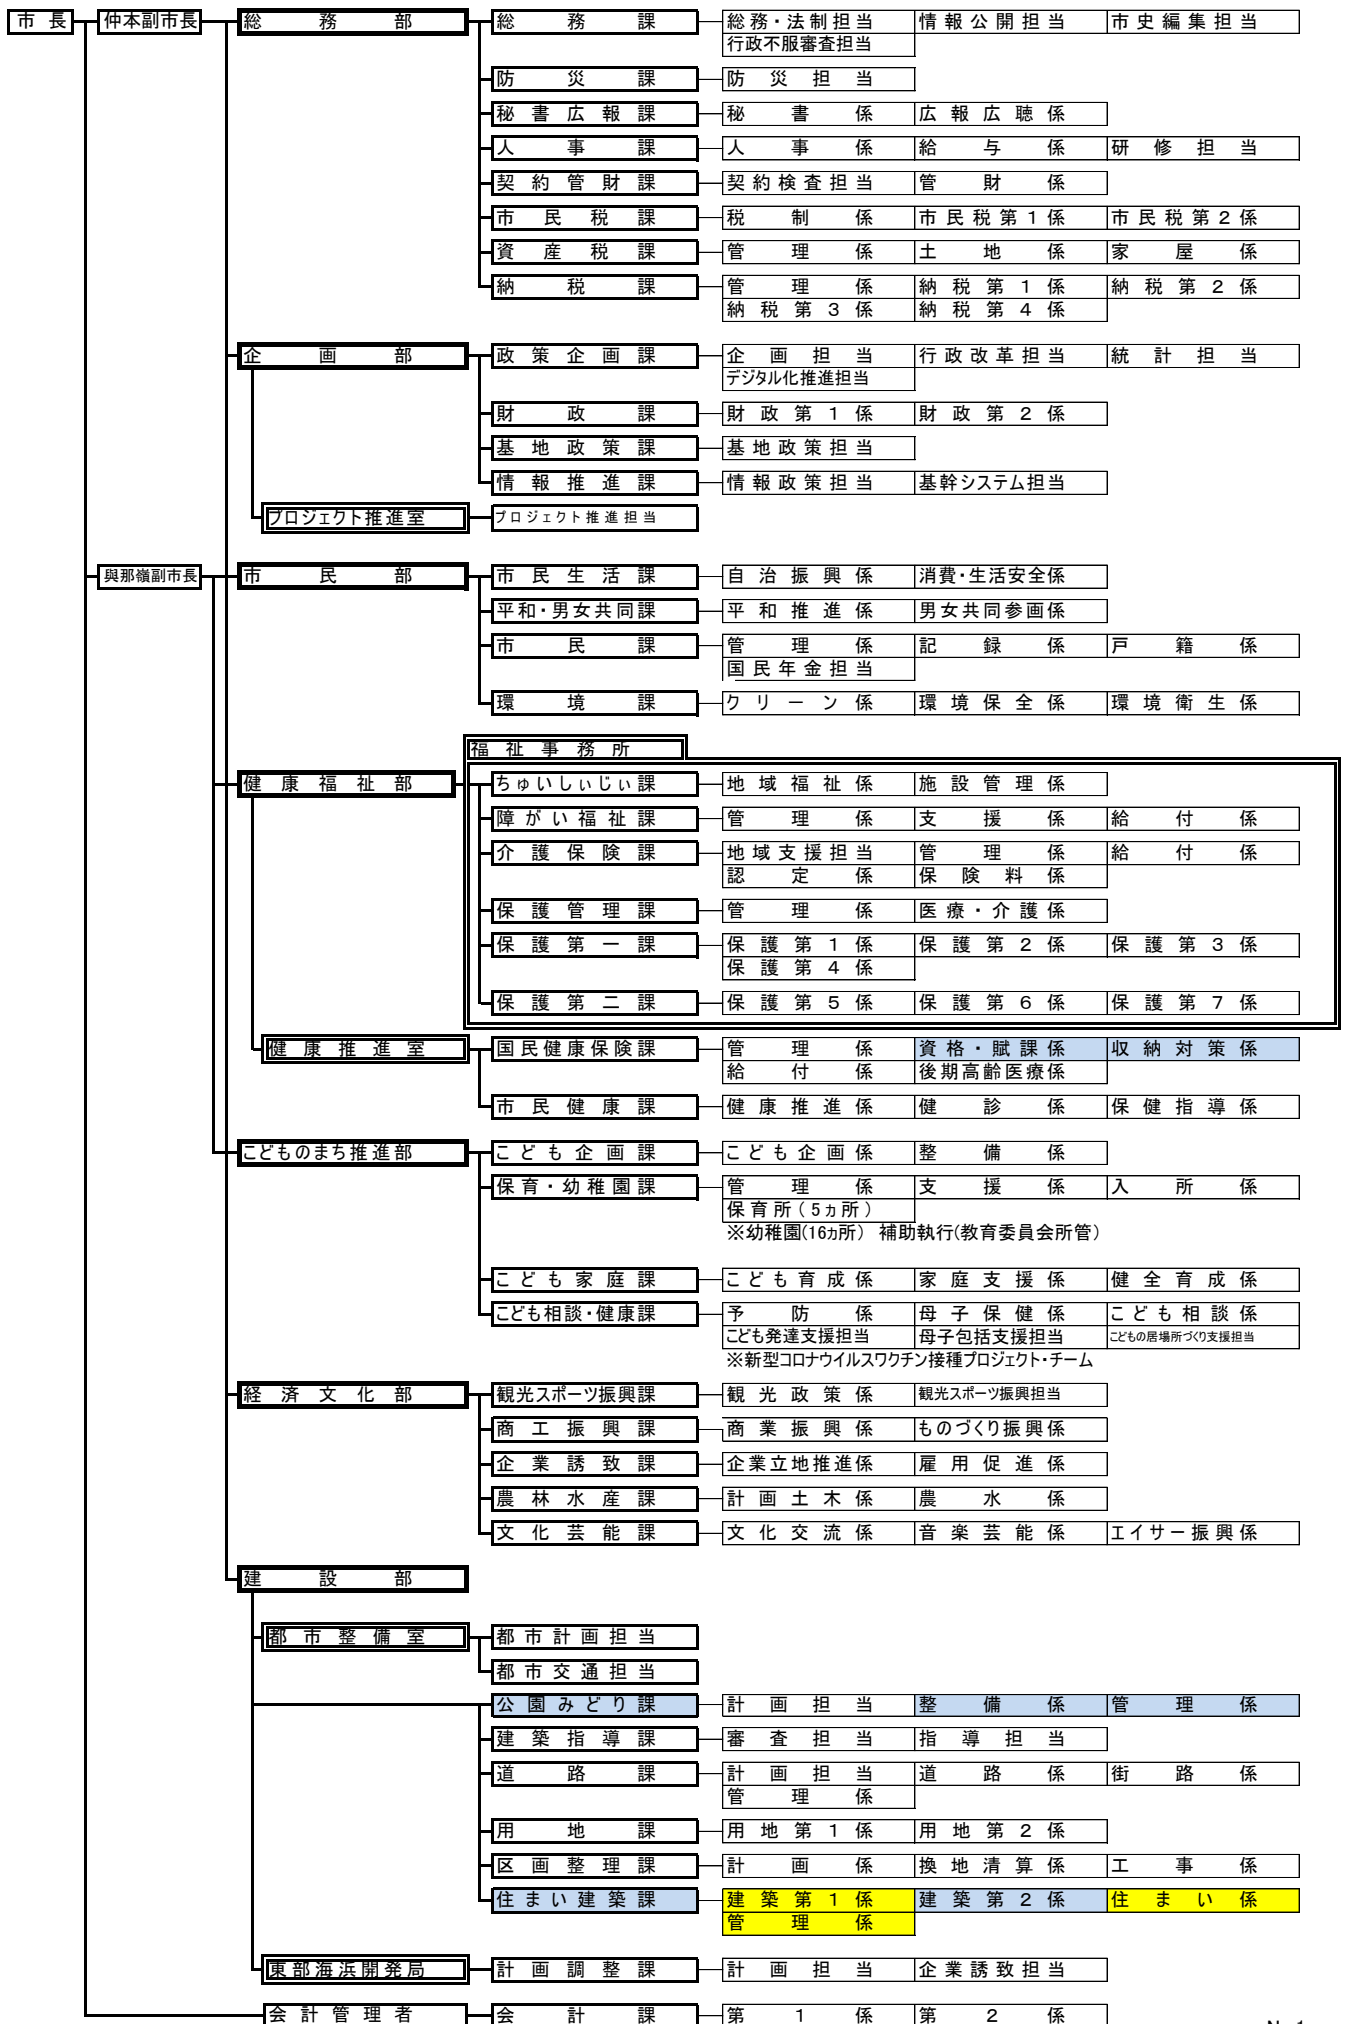 市長 仲本副市長 総務部 総務課 総務・法制担当 情報公開担当 市史編集担当
行政不服審査担当
防災課 防災担当
秘書広報課 秘書係 広報広聴係
人事課 人事係 給与係 研修担当
契約管財課 契約検査担当 管財係
市民税課 税制係 市民税第1係 市民税第2係
資産税課 管理係 土地係 家屋係
納税課 管理係 納税第1係 納税第2係
納税第3係 納税第4係
企画部 政策企画課 企画担当 行政改革担当 統計担当
デジタル化推進担当
財政課 財政第1係 財政第2係
基地政策課 基地政策担当
情報推進課 情報政策担当 基幹システム担当
プロジェクト推進室 プロジェクト推進担当
與那嶺副市長 市民部 市民生活課 自治振興係 消費・生活安全係
平和・男女共同課 平和推進係 男女共同参画係
市民課 管理係 記録係 戸籍係
国民年金担当
環境課 クリーン係 環境保全係 環境衛生係
福祉事務所
健康福祉部 ちゅいしぃじぃ課 地域福祉係 施設管理係
障がい福祉課 管理係 支援係 給付係
介護保険課 地域支援担当 管理係 給付係
認定係 保険料係
保護管理課 管理係 医療・介護係
保護第一課 保護第1係 保護第2係 保護第3係
保護第4係
保護第二課 保護第5係 保護第6係 保護第7係
健康推進室 国民健康保険課 管理係 資格・賦課係 収納対策係
給付係 後期高齢医療係
市民健康課 健康推進係 健診係 保健指導係
こどものまち推進部 こども企画課 こども企画係 整備係
保育・幼稚園課 管理係 支援係 入所係
保育所(5ヵ所)
※幼稚園(16ヵ所) 補助執行(教育委員会所管)
こども家庭課 こども育成係 家庭支援係 健全育成係
こども相談・健康課 予防係 母子保健係 こども相談係
こども発達支援担当 母子包括支援担当 こどもの居場所づくり支援担当
※新型コロナウイルスワクチン接種プロジェクト・チーム
経済文化部 観光スポーツ振興課 観光政策係 観光スポーツ振興担当
商工振興課 商業振興係 ものづくり振興係
企業誘致課 企業立地推進係 雇用促進係
農林水産課 計画土木係 農水係
文化芸能課 文化交流係 音楽芸能係 エイサー振興係
建設部
都市整備室 都市計画担当
都市交通担当
公園みどり課 計画担当 整備係 管理係
建築指導課 審査担当 指導担当
道路課 計画担当 道路係 街路係
管理係
用地課 用地第1係 用地第2係
区画整理課 計画係 換地清算係 工事係
住まい建築課 建築第1係 建築第2係 住まい係
管理係
東部海浜開発局 計画調整課 計画担当 企業誘致担当
会計管理者 会計課 第1係 第2係